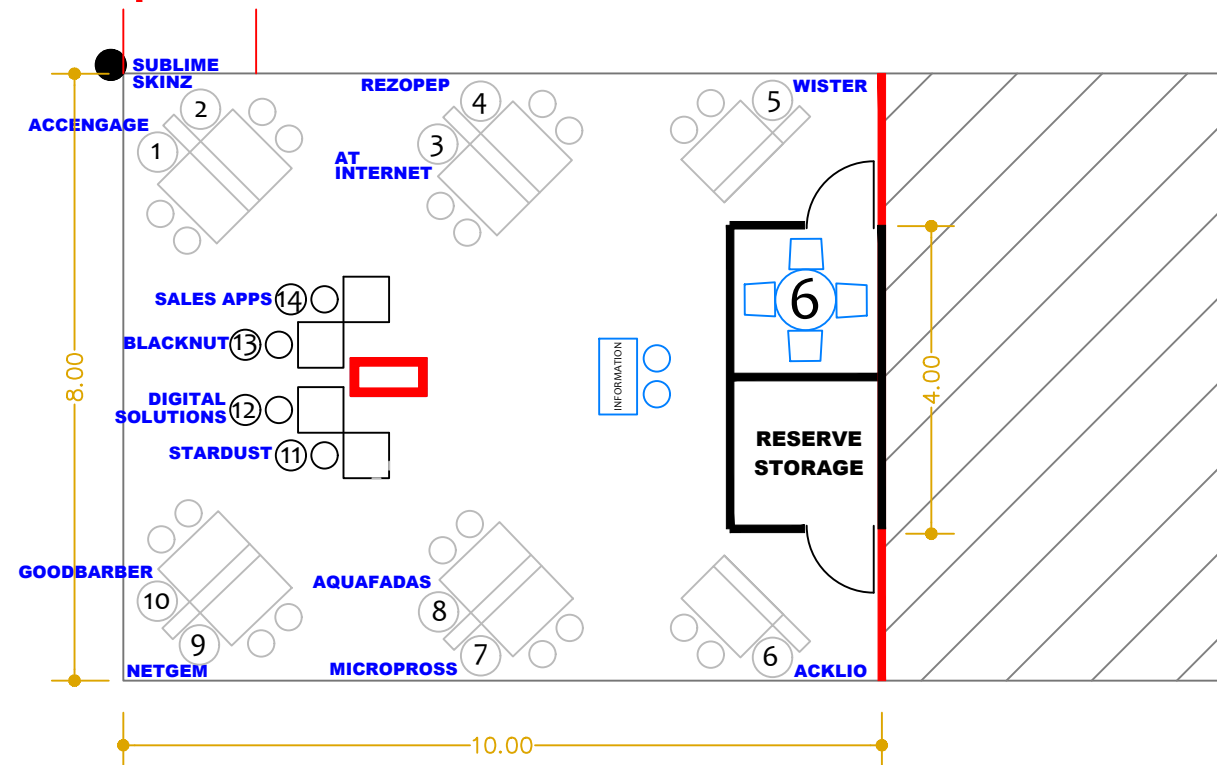 SUBLIME
SKINZ
REZOPEP
WISTER
2
4
5
ACCENGAGE
1
3
AT
INTERNET
SALES APPS
14
6
BLACKNUT
13
INFORMATION
8.00
4.00
DIGITAL
SOLUTIONS
12
STARDUST
11
RESERVE
STORAGE
GOODBARBER
AQUAFADAS
10
8
9
7
6
NETGEM
MICROPROSS
ACKLIO
10.00